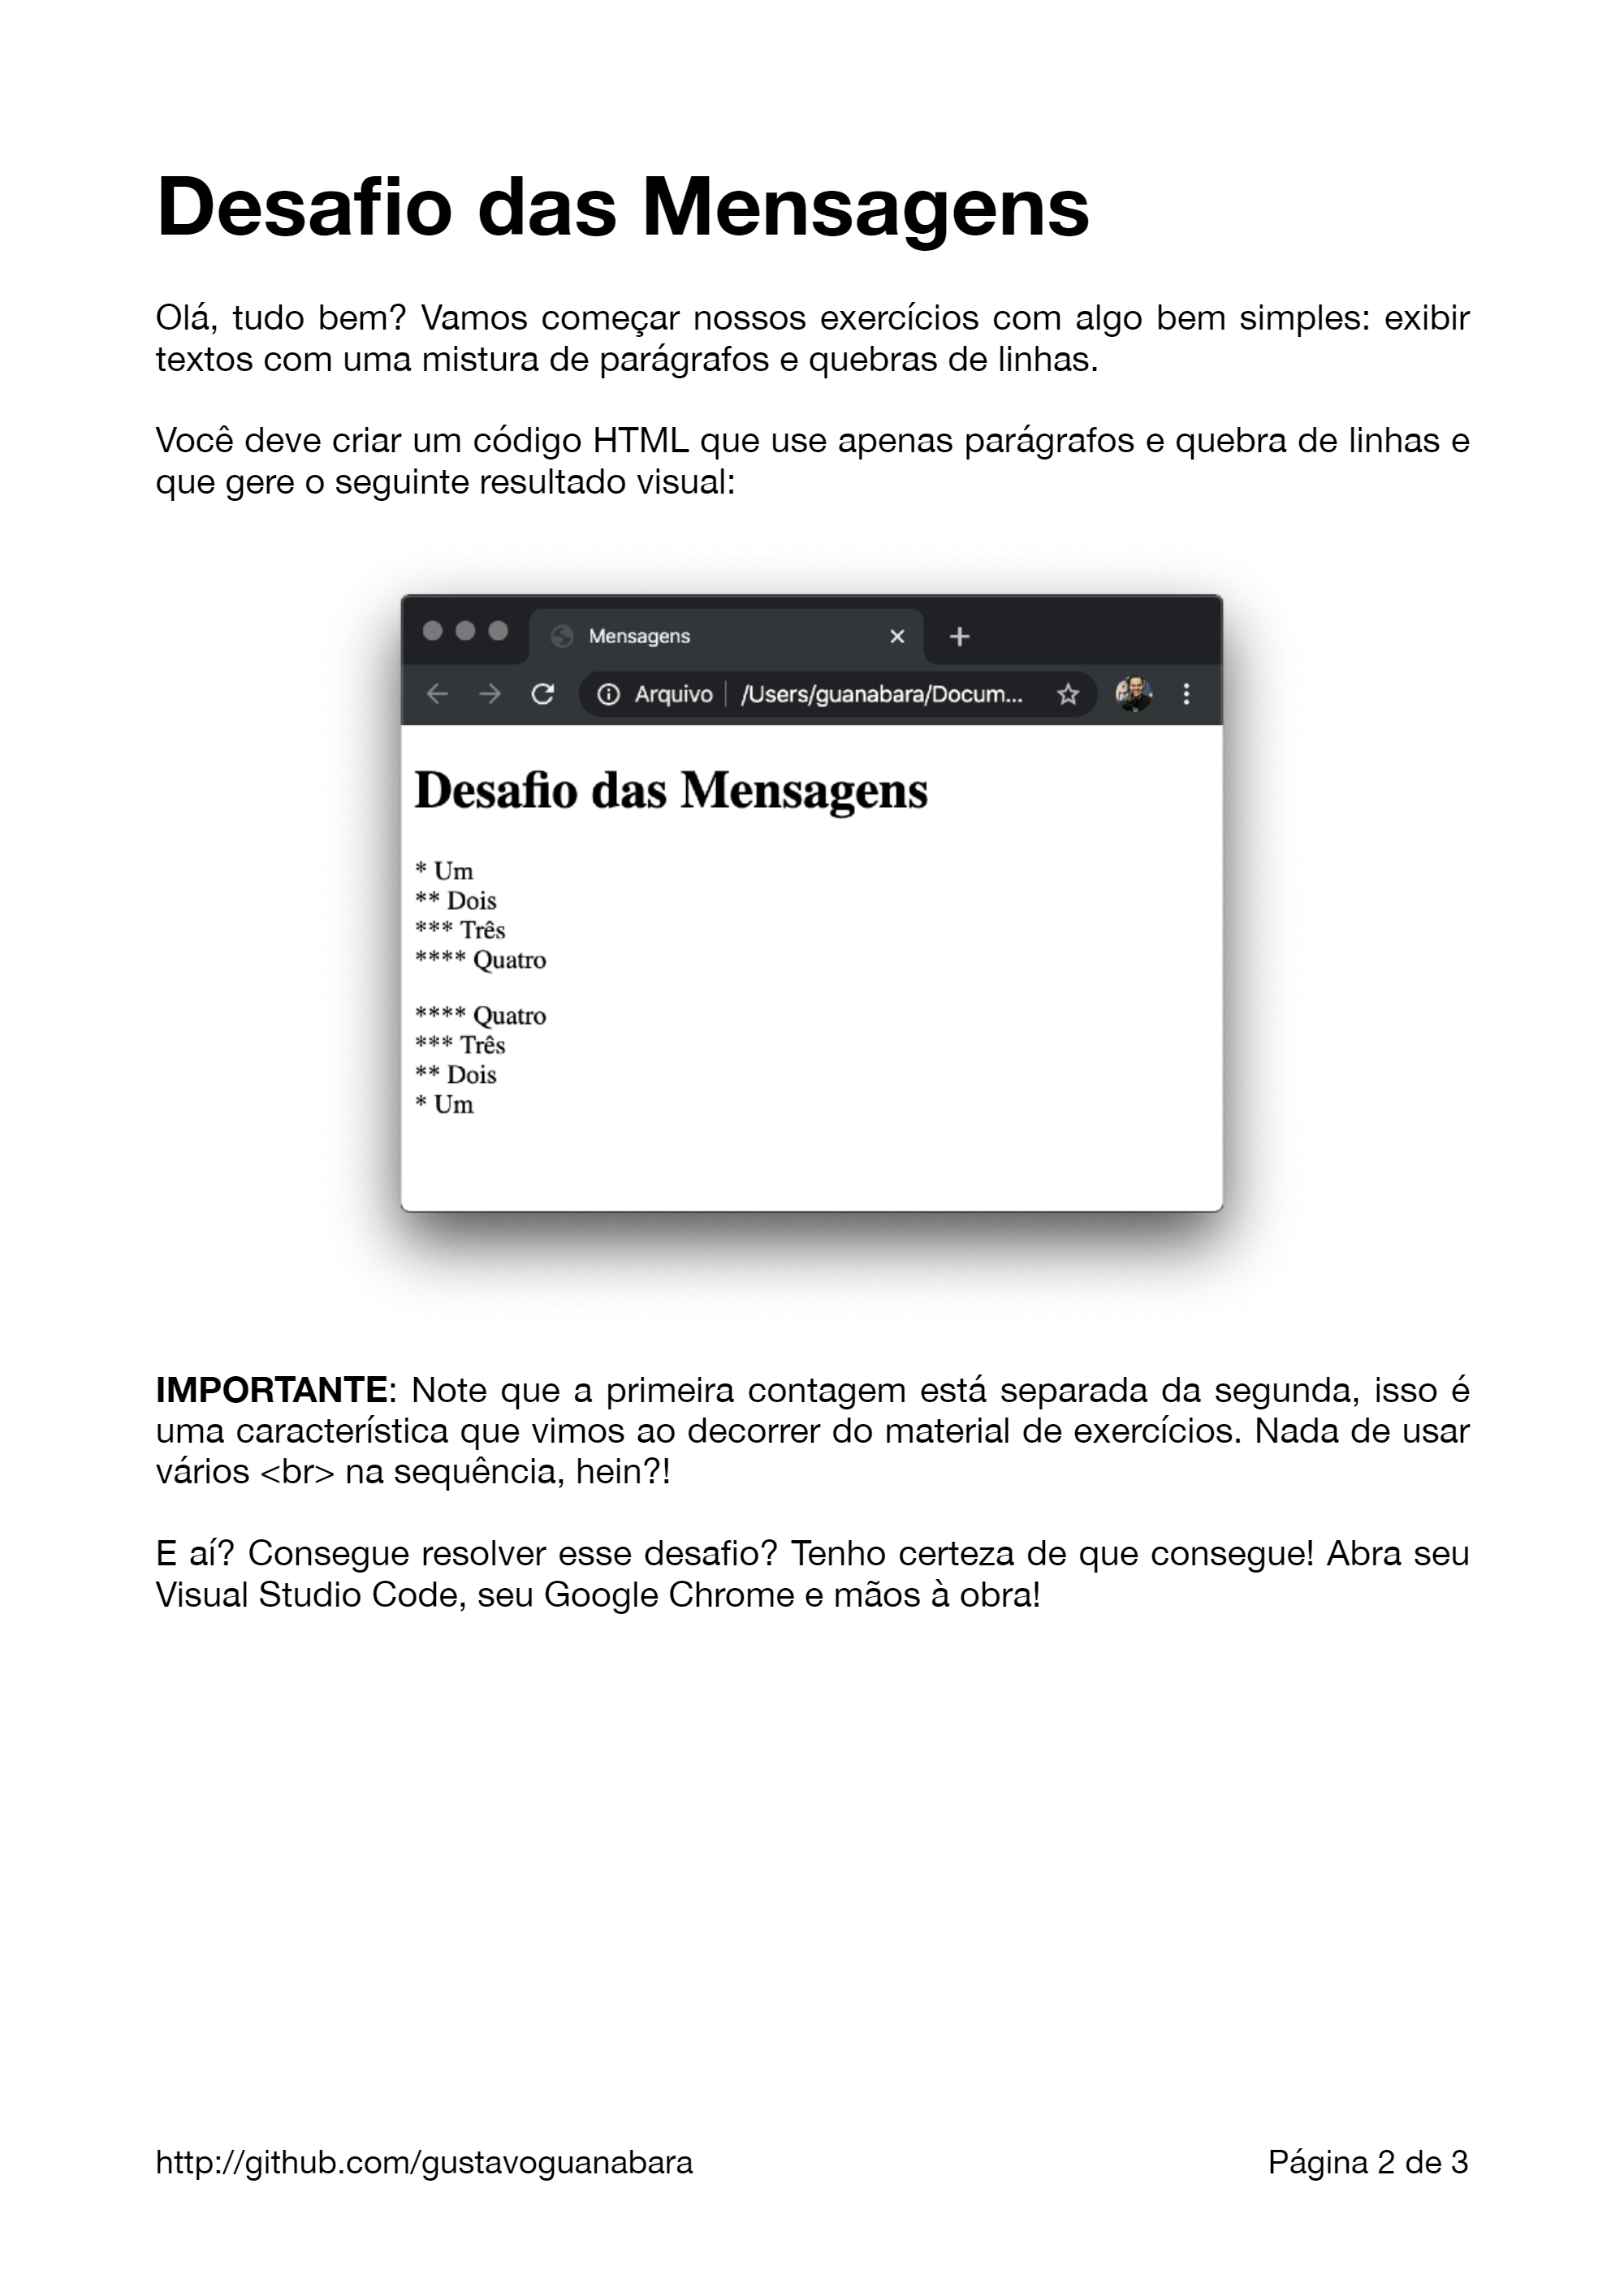 Desafio das Mensagens
Olá, tudo bem? Vamos começar nossos exercícios com algo bem simples: exibir
textos com uma mistura de parágrafos e quebras de linhas.
Você deve criar um código HTML que use apenas parágrafos e quebra de linhas e
que gere o seguinte resultado visual:
Mensagens
Arquivo /Users/guanabara/Docum...
Desafio das Mensagens
* Um
** Dois
*** Três
**** Quatro
**** Quatro
*** Três
** Dois
* Um
IMPORTANTE: Note que a primeira contagem está separada da segunda, isso é
uma característica que vimos ao decorrer do material de exercícios. Nada de usar
vários <br> na sequência, hein?!
E aí? Consegue resolver esse desafio? Tenho certeza de que consegue! Abra seu
Visual Studio Code, seu Google Chrome e mãos à obra!
http://github.com/gustavoguanabara Página 2 de 3